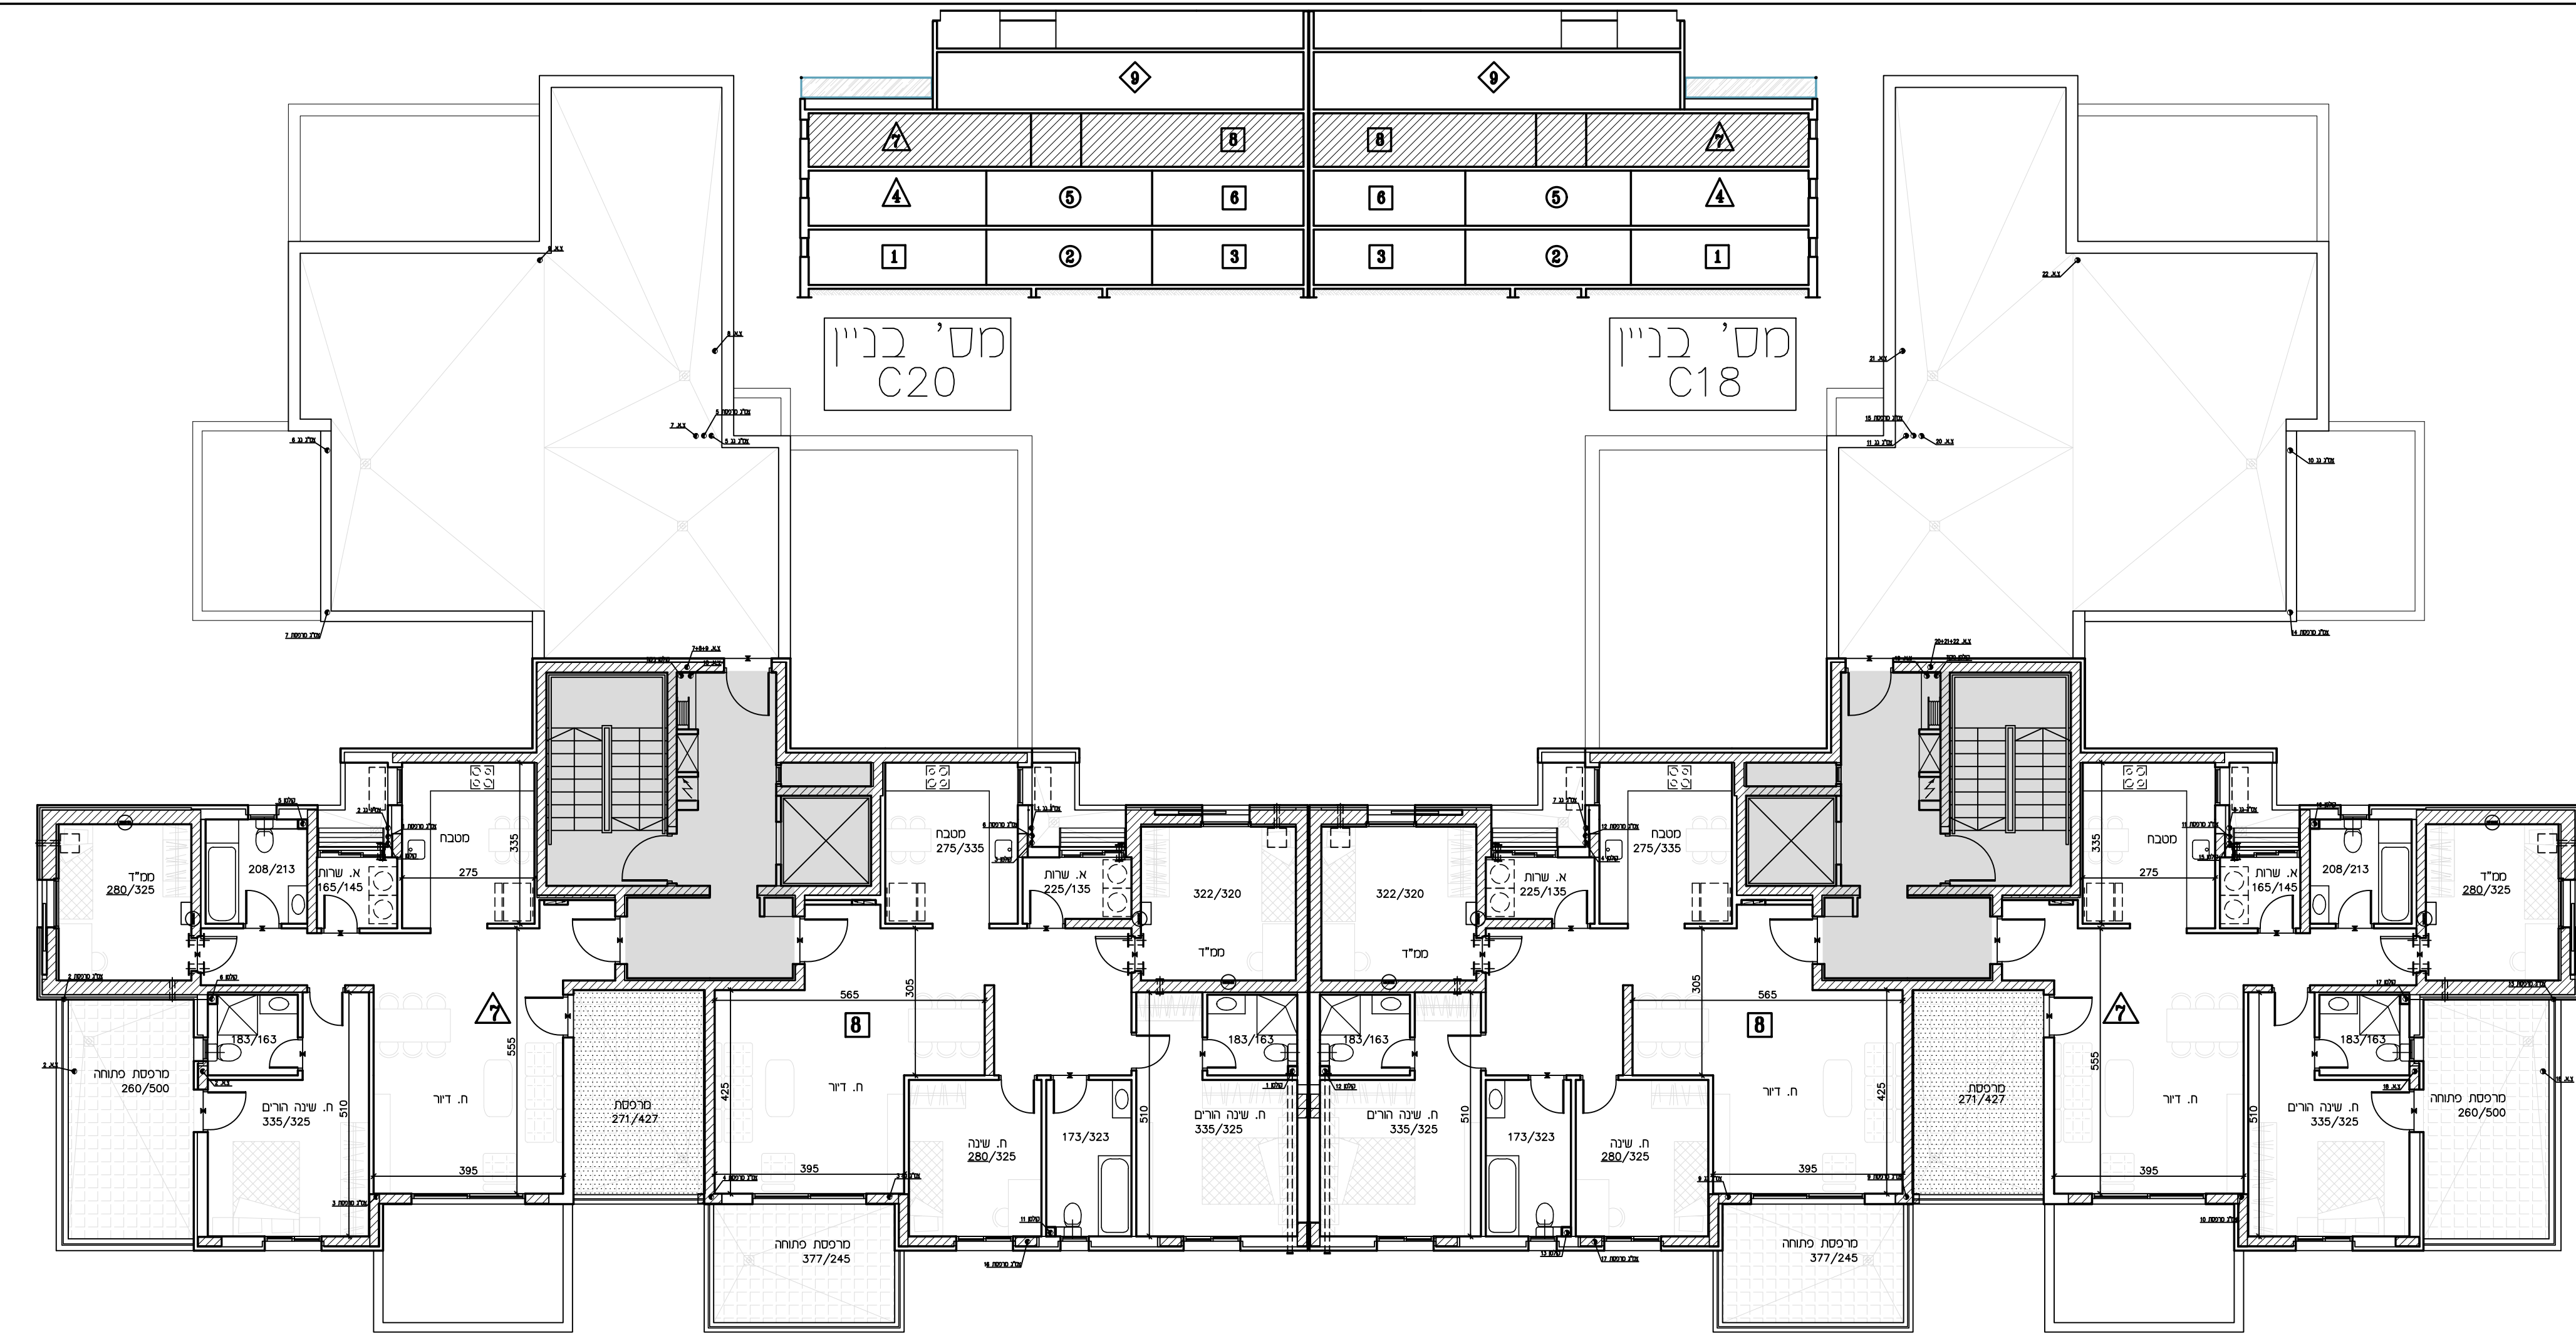 9 9
7 8 8 7
4 5 6 6 5 4
1 2 3 3 2 1
מס' בניין
C20
מס' בניין
C18
7+8+9 .צ.א
20+21+22 .צ.א
ממ"ד
280/325
208/213
א. שרות
165/145
מטבח
335
275
מטבח
275/335
א. שרות
225/135
322/320
ממ"ד
322/320
ממ"ד
א. שרות
225/135
מטבח
275/335
מטבח
335
275
א. שרות
165/145
208/213
ממ"ד
280/325
7
565
305
8
183/163
183/163
305
565
8
7
183/163
183/163
מרפסת פתוחה
260/500
ח. שינה הורים
335/325
510
ח. דיור
555
395
מרפסת
271/427
425
ח. דיור
395
ח. שינה
280/325
173/323
510
ח. שינה הורים
335/325
ח. שינה הורים
335/325
510
173/323
ח. שינה
280/325
ח. דיור
395
425
מרפסת
271/427
555
ח. דיור
395
510
ח. שינה הורים
335/325
מרפסת פתוחה
260/500
מרפסת פתוחה
377/245
מרפסת פתוחה
377/245